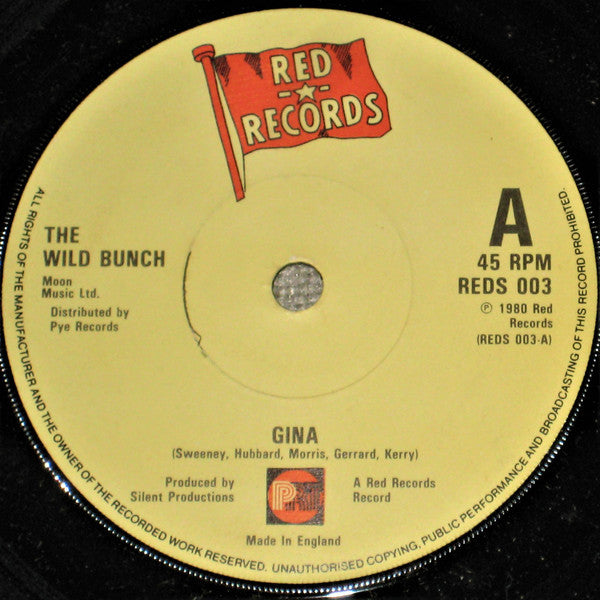 RED
RECORDS
THE
WILD BUNCH
Moon
Music Ltd.
Distributed by
Pye Records
A
45 RPM
REDS 003
℗ 1980 Red
Records
(REDS 003-A)
GINA
(Sweeney, Hubbard, Morris, Gerrard, Kerry)
Produced by
Silent Productions
A Red Records
Record
Made In England
ALL RIGHTS OF THE MANUFACTURER AND THE OWNER OF THE RECORDED WORK RESERVED. UNAUTHORISED COPYING, PUBLIC PERFORMANCE AND BROADCASTING OF THIS RECORD PROHIBITED.